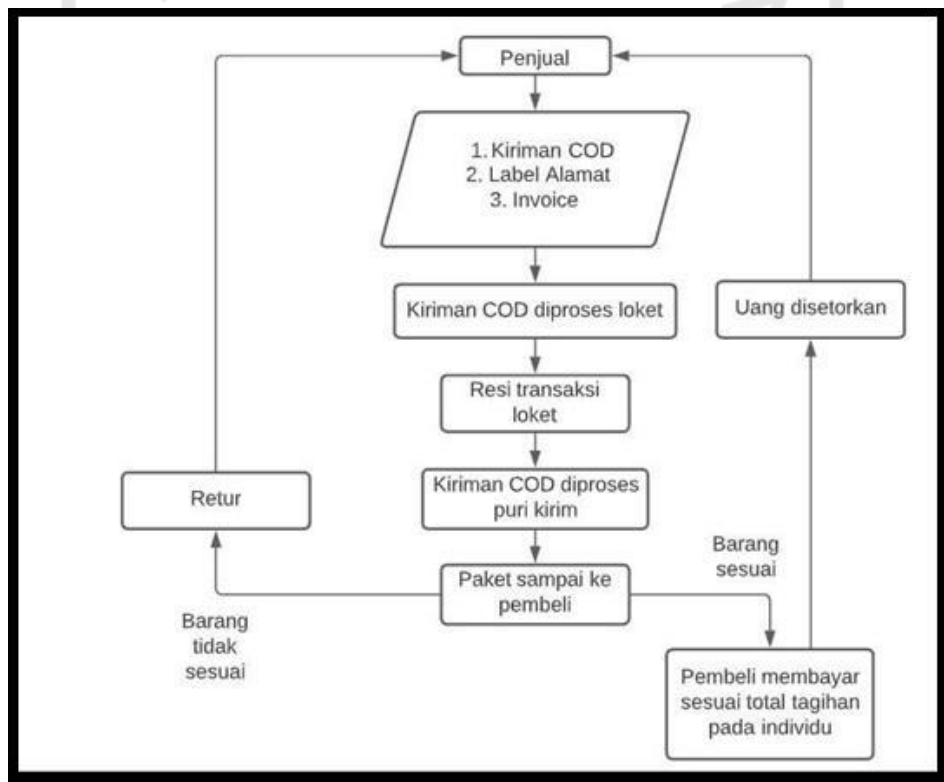 Penjual
1. Kiriman COD
2. Label Alamat
3. Invoice
Kiriman COD diproses loket
Uang disetorkan
Resi transaksi
loket
Retur
Kiriman COD diproses
puri kirim
Barang
sesuai
Paket sampai ke
pembeli
Barang
tidak
sesuai
Pembeli membayar
sesuai total tagihan
pada individu